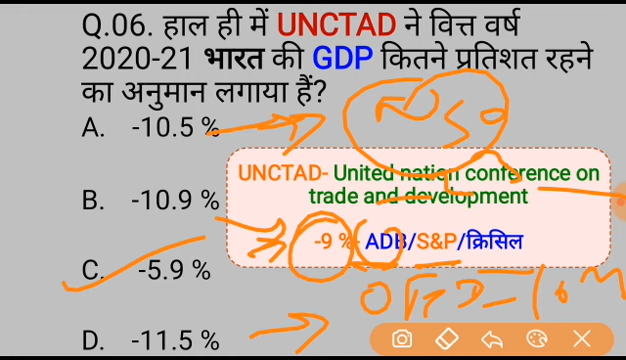 Q.06. हाल ही में UNCTAD ने वित्त वर्ष
2020-21 भारत की GDP कितने प्रतिशत रहने
का अनुमान लगाया हैं?
A. -10.5 %
UNCTAD- United nation conference on
trade and development
B. -10.9 %
-9 %- ADB/S&P/क्रिसिल
C. -5.9 %
D. -11.5 %